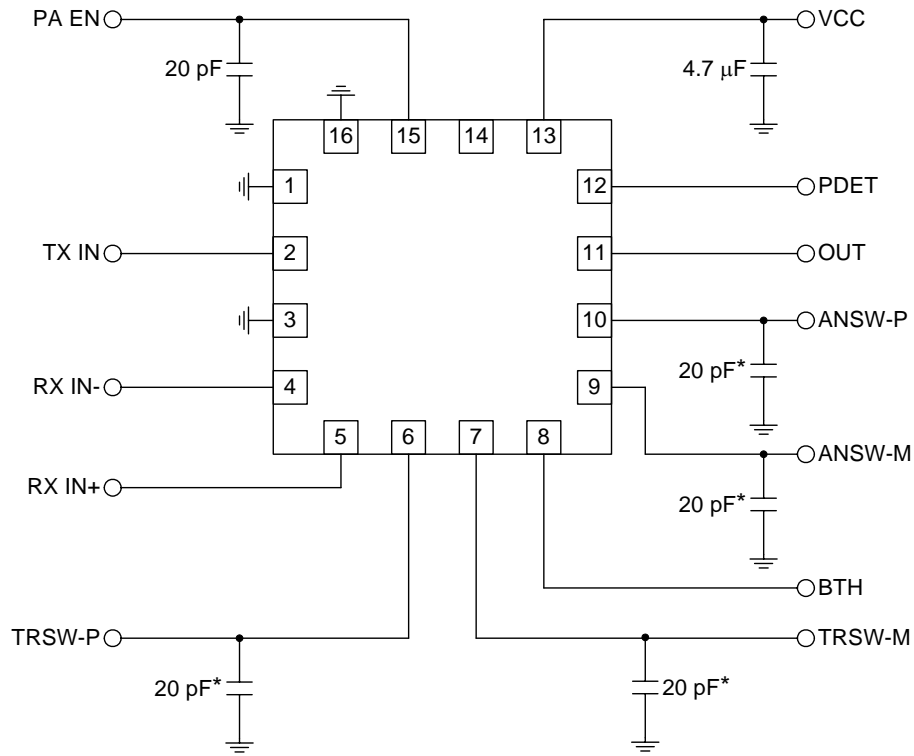 PA EN
VCC
20 pF
4.7 µF
16
15
14
13
1
12
PDET
TX IN
2
11
OUT
3
10
ANSW-P
20 pF*
RX IN-
4
9
5
6
7
8
ANSW-M
RX IN+
20 pF*
BTH
TRSW-P
TRSW-M
20 pF*
20 pF*